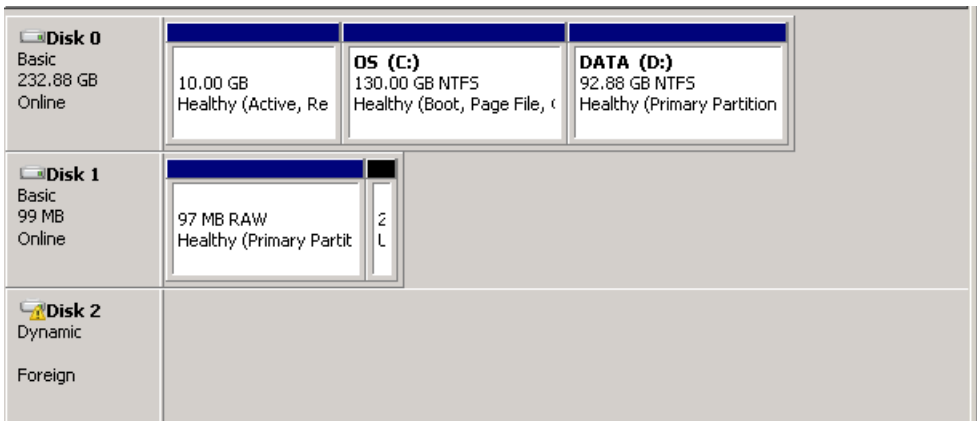 Disk 0
Basic
232.88 GB
Online
10.00 GB
Healthy (Active, Re
OS (C:)
130.00 GB NTFS
Healthy (Boot, Page File,
DATA (D:)
92.88 GB NTFS
Healthy (Primary Partition
Disk 1
Basic
99 MB
Online
97 MB RAW
Healthy (Primary Partit
2
Disk 2
Dynamic
Foreign